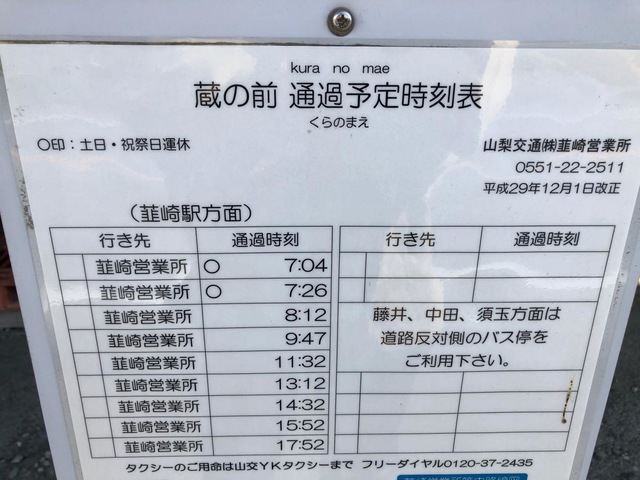 kura no mae
蔵の前 通過予定時刻表
くらのまえ
〇印：土日・祝祭日運休
山梨交通㈱韮崎営業所
0551-22-2511
平成29年12月1日改正
（韮崎駅方面）
行き先 通過時刻 行き先 通過時刻
韮崎営業所 〇 7:04
韮崎営業所 〇 7:26
韮崎営業所 8:12
韮崎営業所 9:47
韮崎営業所 11:32
韮崎営業所 13:12
韮崎営業所 14:32
韮崎営業所 15:52
韮崎営業所 17:52
藤井、中田、須玉方面は
道路反対側のバス停を
ご利用下さい。
タクシーのご用命は山交YKタクシーまで フリーダイヤル0120-37-2435